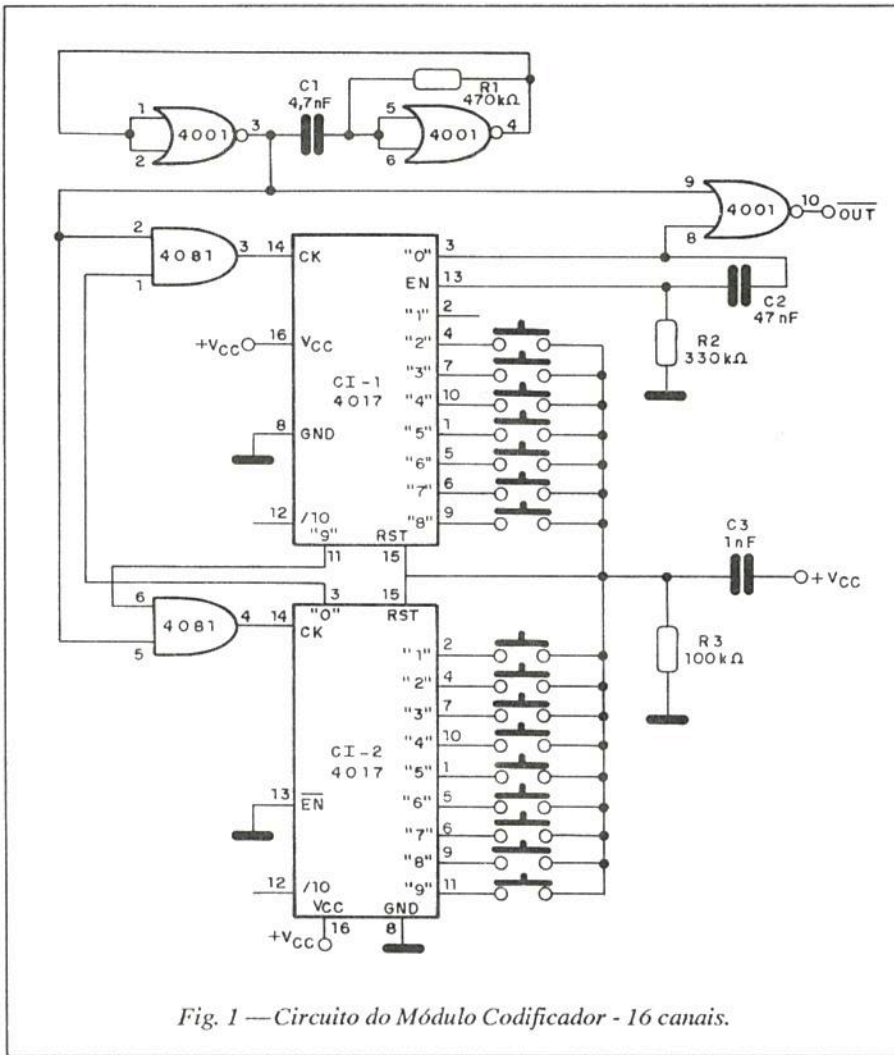 C1
4,7nF
R1
470kΩ
1
2
4001
3
5
6
4001
4
9
8
4001
10
OUT
2
1
4081
3
14
CK
"0"
3
EN
13
C2
47nF
"1"
2
+VCC
16
VCC
"2"
4
R2
330kΩ
"3"
7
CI-1
4017
"4"
10
8
GND
"5"
1
"6"
5
"7"
6
12
/10
"8"
9
"9"
RST
11
15
C3
1nF
+VCC
6
5
4081
4
14
3
15
"0"
RST
CK
"1"
2
R3
100kΩ
"2"
4
"3"
7
CI-2
4017
"4"
10
"5"
1
13
EN
"6"
5
"7"
6
"8"
9
12
/10
"9"
11
VCC
GND
+VCC
16
8
Fig. 1 — Circuito do Módulo Codificador - 16 canais.